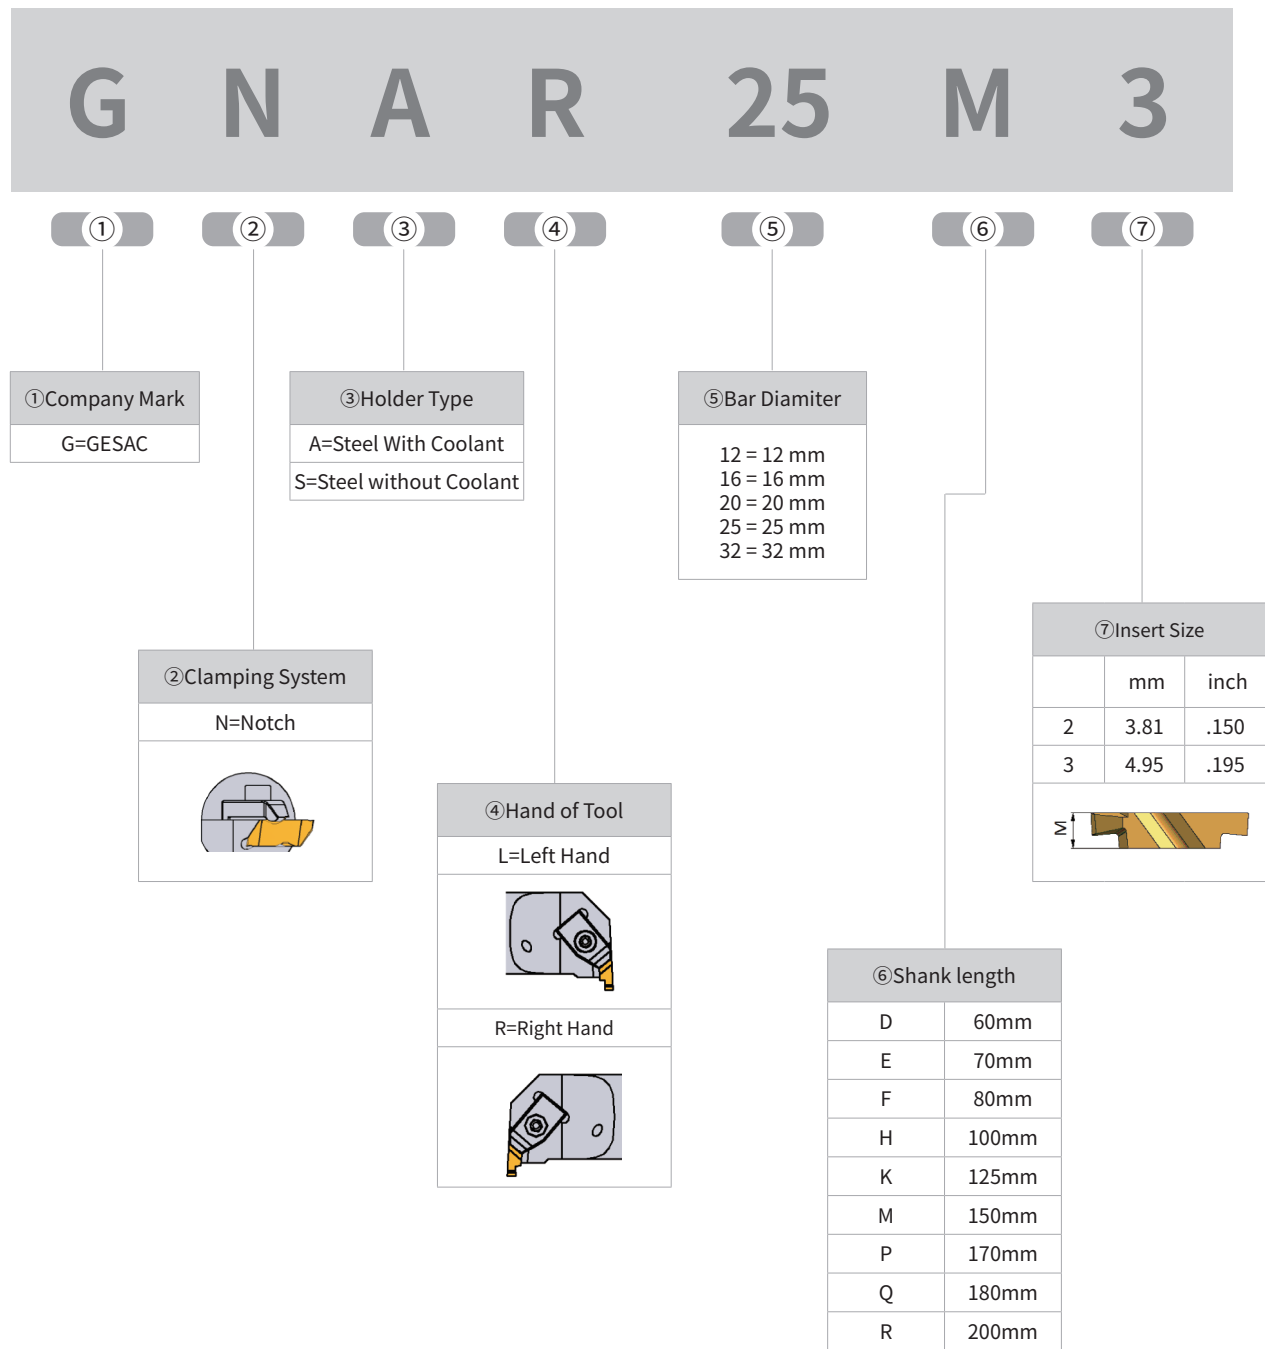 G N A R 25 M 3
① ② ③ ④ ⑤ ⑥ ⑦
①Company Mark
G=GESAC
③Holder Type
A=Steel With Coolant
S=Steel without Coolant
⑤Bar Diamiter
12 = 12 mm
16 = 16 mm
20 = 20 mm
25 = 25 mm
32 = 32 mm
②Clamping System
N=Notch
⑦Insert Size
mm inch
2 3.81 .150
3 4.95 .195
M
④Hand of Tool
L=Left Hand
R=Right Hand
⑥Shank length
D 60mm
E 70mm
F 80mm
H 100mm
K 125mm
M 150mm
P 170mm
Q 180mm
R 200mm